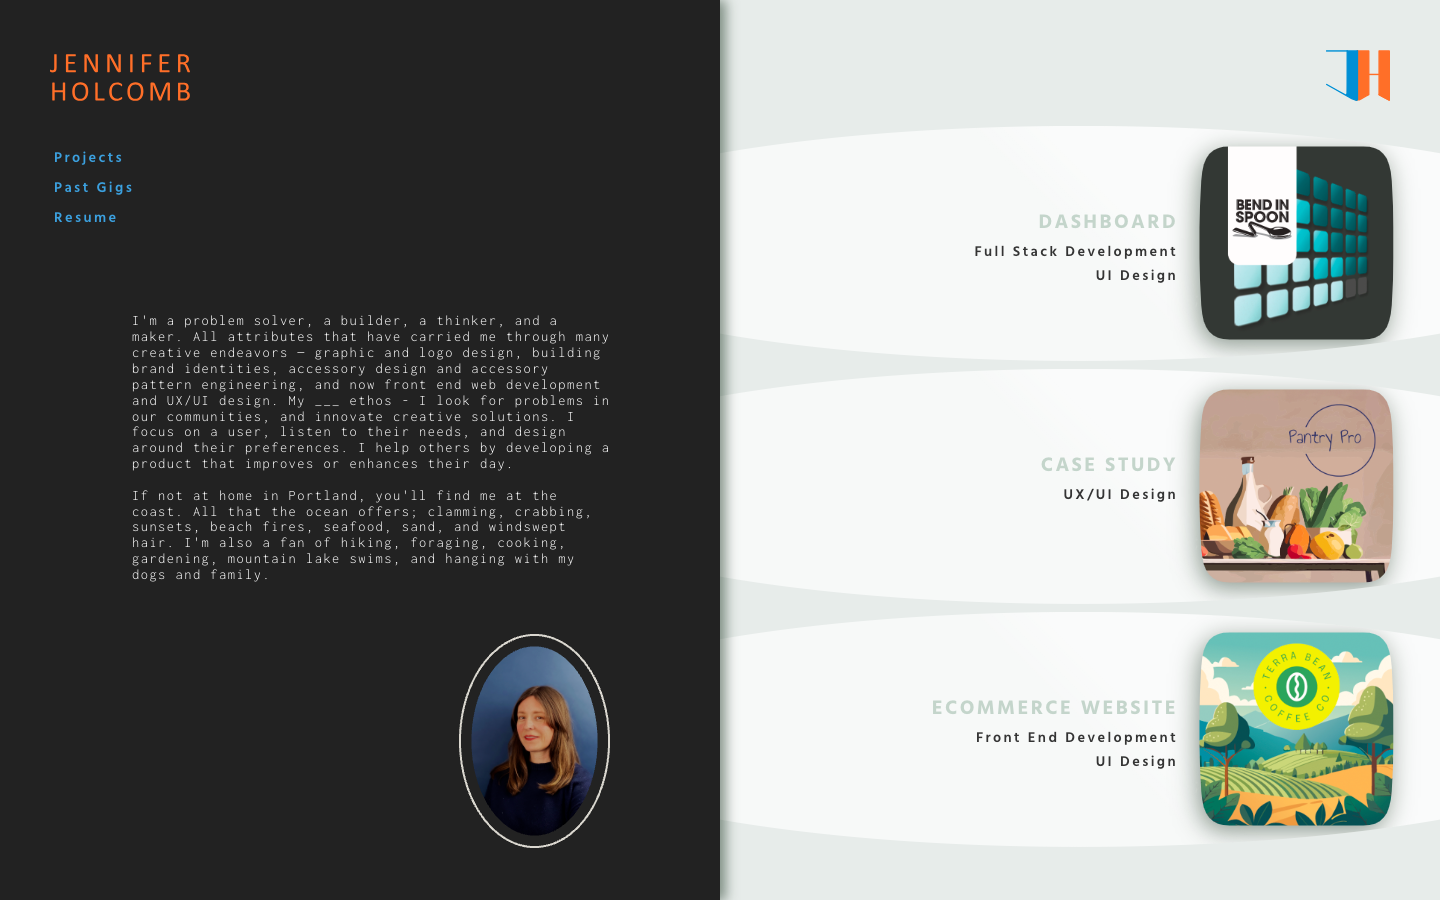 JENNIFER
HOLCOMB
Projects
Past Gigs
Resume
I'm a problem solver, a builder, a thinker, and a
maker. All attributes that have carried me through many
creative endeavors — graphic and logo design, building
brand identities, accessory design and accessory
pattern engineering, and now front end web development
and UX/UI design. My ___ ethos - I look for problems in
our communities, and innovate creative solutions. I
focus on a user, listen to their needs, and design
around their preferences. I help others by developing a
product that improves or enhances their day.
If not at home in Portland, you'll find me at the
coast. All that the ocean offers; clamming, crabbing,
sunsets, beach fires, seafood, sand, and windswept
hair. I'm also a fan of hiking, foraging, cooking,
gardening, mountain lake swims, and hanging with my
dogs and family.
JH
DASHBOARD
Full Stack Development
UI Design
BEND IN
SPOON
CASE STUDY
UX/UI Design
Pantry Pro
ECOMMERCE WEBSITE
Front End Development
UI Design
TERRA BEAN
COFFEE CO